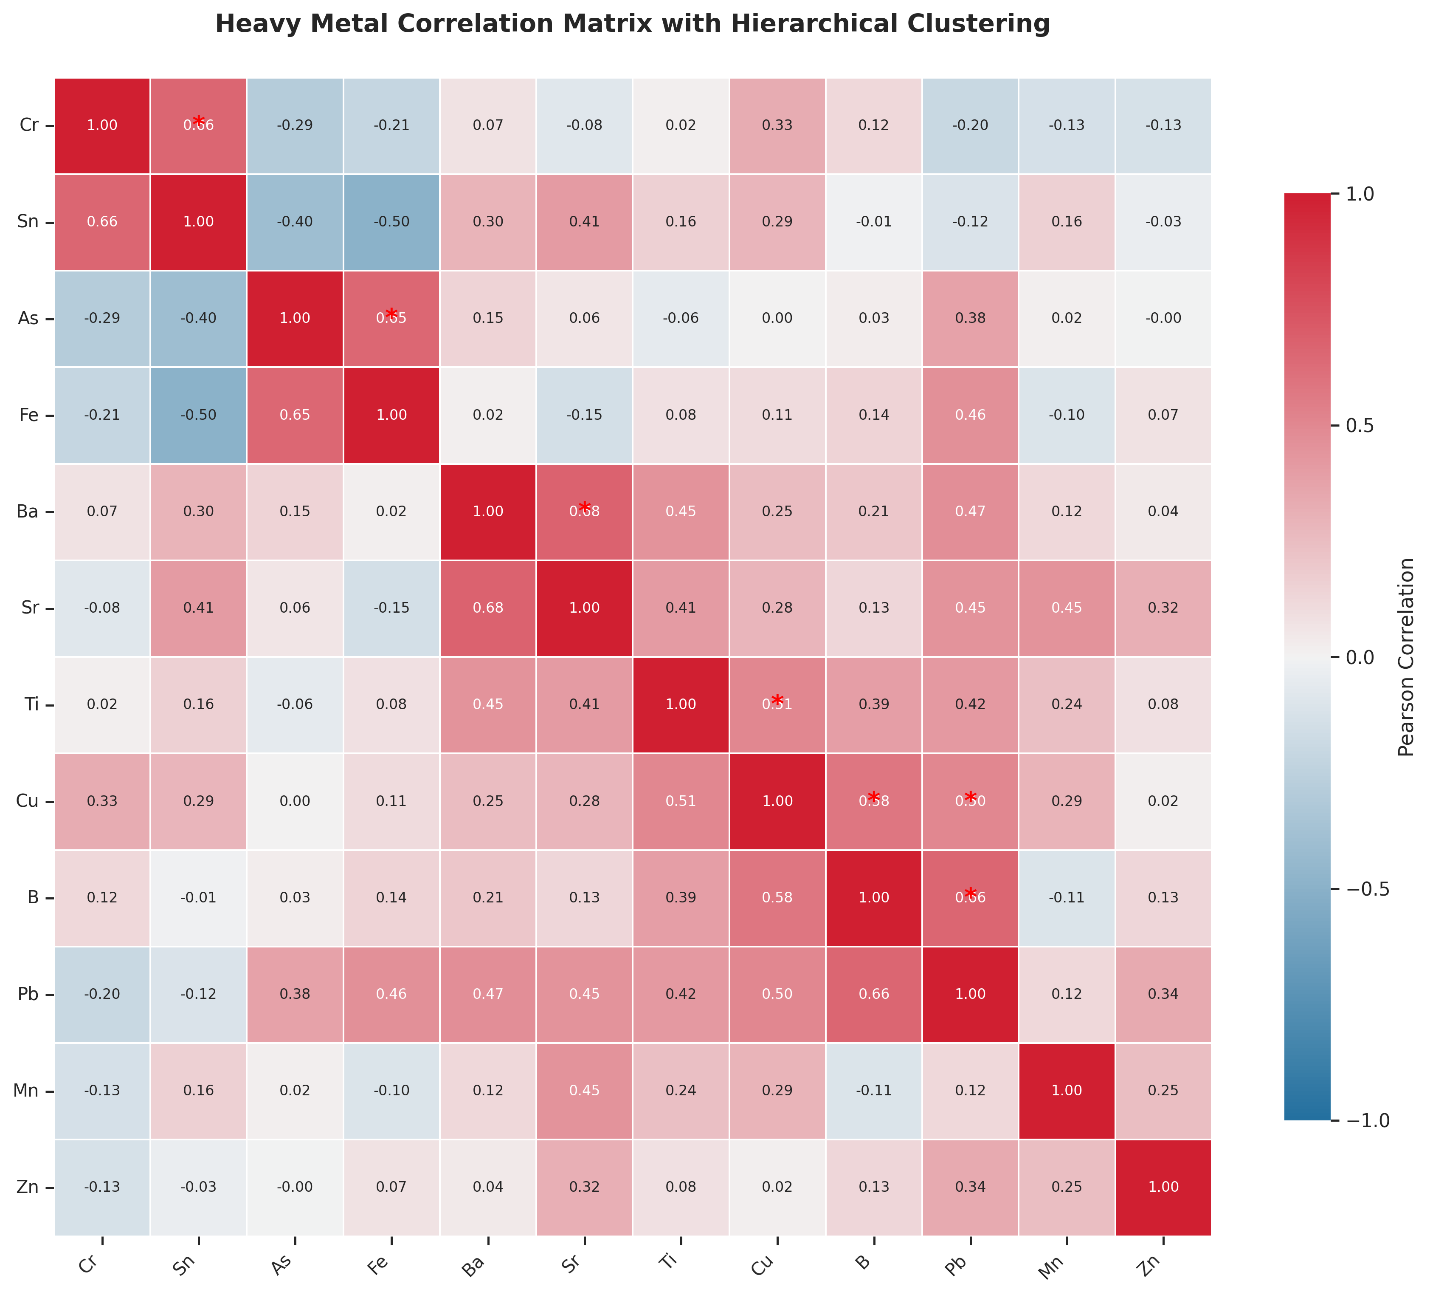 Heavy Metal Correlation Matrix with Hierarchical Clustering
Cr 1.00 0.66 * -0.29 -0.21 0.07 -0.08 0.02 0.33 0.12 -0.20 -0.13 -0.13
Sn 0.66 1.00 -0.40 -0.50 0.30 0.41 0.16 0.29 -0.01 -0.12 0.16 -0.03
As -0.29 -0.40 1.00 0.65 * 0.15 0.06 -0.06 0.00 0.03 0.38 0.02 -0.00
Fe -0.21 -0.50 0.65 1.00 0.02 -0.15 0.08 0.11 0.14 0.46 -0.10 0.07
Ba 0.07 0.30 0.15 0.02 1.00 0.68 * 0.45 0.25 0.21 0.47 0.12 0.04
Sr -0.08 0.41 0.06 -0.15 0.68 1.00 0.41 0.28 0.13 0.45 0.45 0.32
Ti 0.02 0.16 -0.06 0.08 0.45 0.41 1.00 0.51 * 0.39 0.42 0.24 0.08
Cu 0.33 0.29 0.00 0.11 0.25 0.28 0.51 1.00 0.58 * 0.50 * 0.29 0.02
B 0.12 -0.01 0.03 0.14 0.21 0.13 0.39 0.58 1.00 0.66 * -0.11 0.13
Pb -0.20 -0.12 0.38 0.46 0.47 0.45 0.42 0.50 0.66 1.00 0.12 0.34
Mn -0.13 0.16 0.02 -0.10 0.12 0.45 0.24 0.29 -0.11 0.12 1.00 0.25
Zn -0.13 -0.03 -0.00 0.07 0.04 0.32 0.08 0.02 0.13 0.34 0.25 1.00
Cr Sn As Fe Ba Sr Ti Cu B Pb Mn Zn
1.0
0.5
0.0
−0.5
−1.0
Pearson Correlation